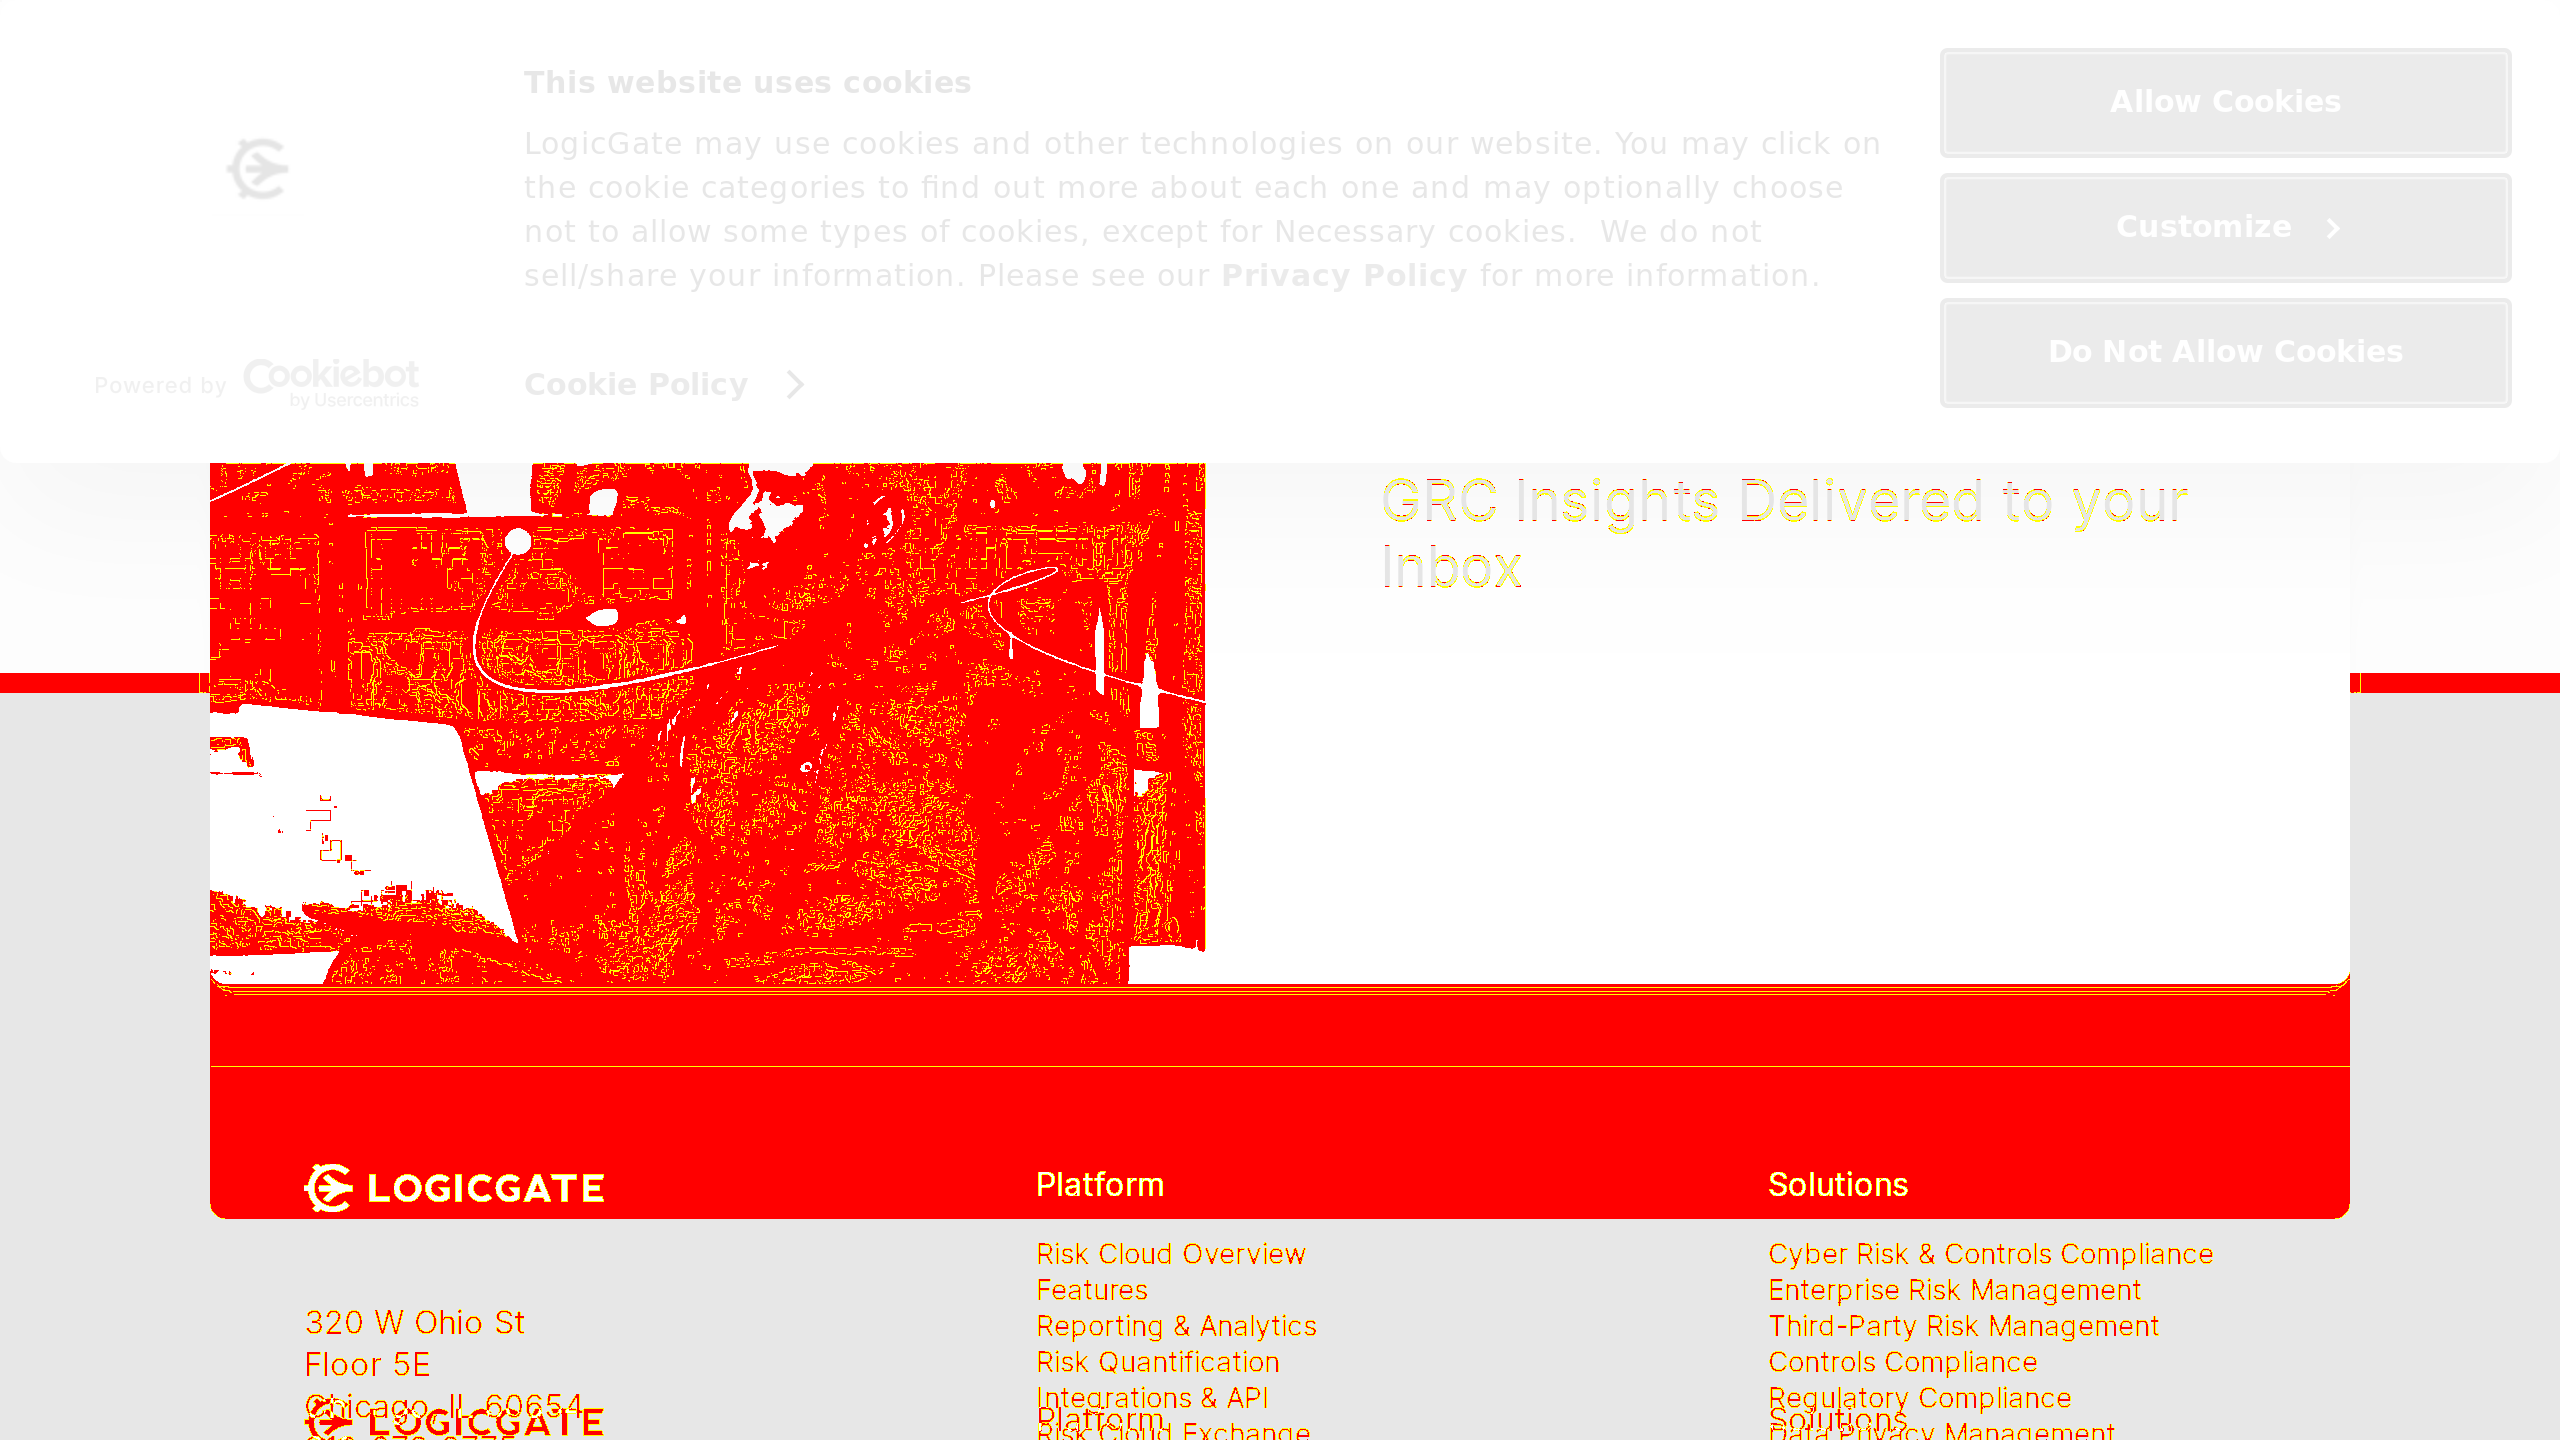 This website uses cookies
LogicGate may use cookies and other technologies on our website. You may click on
the cookie categories to find out more about each one and may optionally choose
not to allow some types of cookies, except for Necessary cookies.  We do not
sell/share your information. Please see our Privacy Policy for more information.
Cookie Policy
Powered by Cookiebot
by Usercentrics
Allow Cookies
Customize
Do Not Allow Cookies
GRC Insights Delivered to your
Inbox
LOGICGATE
320 W Ohio St
Floor 5E
Chicago, IL 60654
LOGICGATE
Platform
Risk Cloud Overview
Features
Reporting & Analytics
Risk Quantification
Integrations & API
Platform
Risk Cloud Exchange
Solutions
Cyber Risk & Controls Compliance
Enterprise Risk Management
Third-Party Risk Management
Controls Compliance
Regulatory Compliance
Solutions
Data Privacy Management